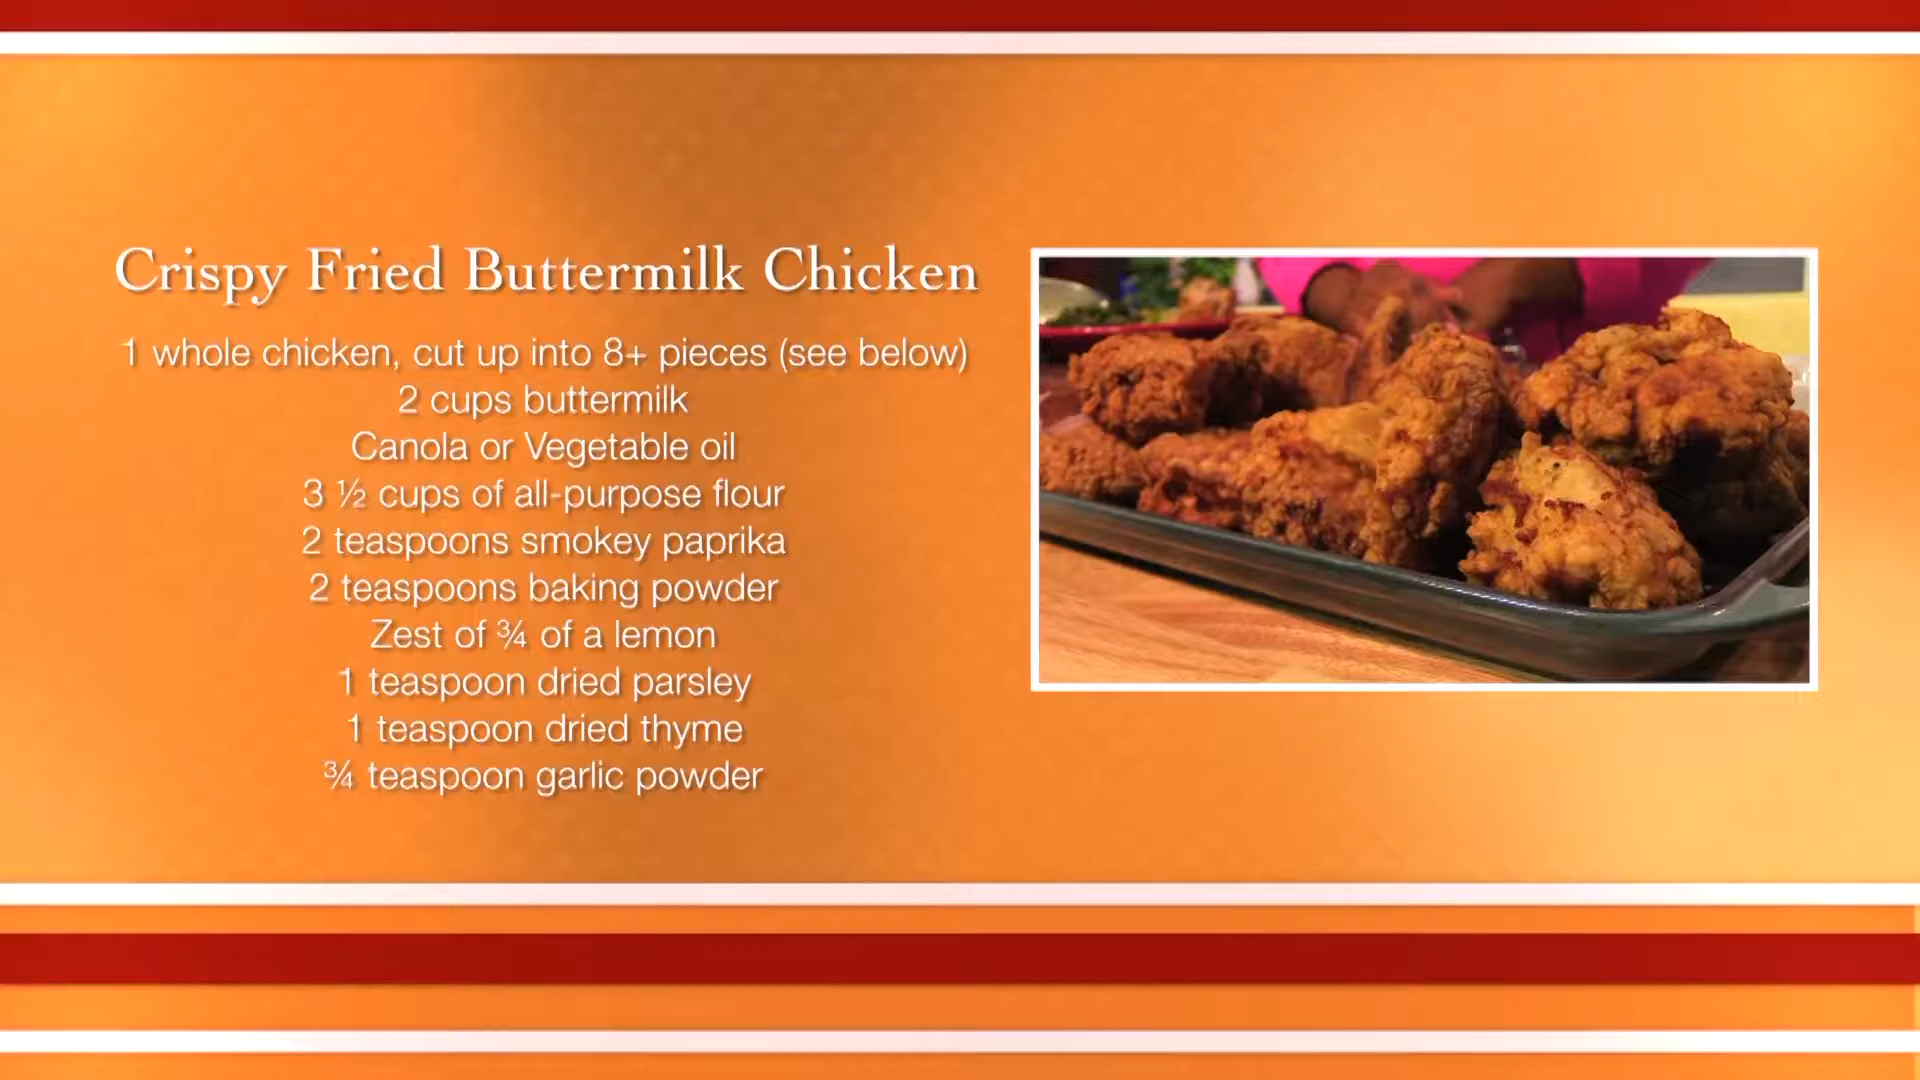 Crispy Fried Buttermilk Chicken
1 whole chicken, cut up into 8+ pieces (see below)
2 cups buttermilk
Canola or Vegetable oil
3 ½ cups of all-purpose flour
2 teaspoons smokey paprika
2 teaspoons baking powder
Zest of ¾ of a lemon
1 teaspoon dried parsley
1 teaspoon dried thyme
¾ teaspoon garlic powder